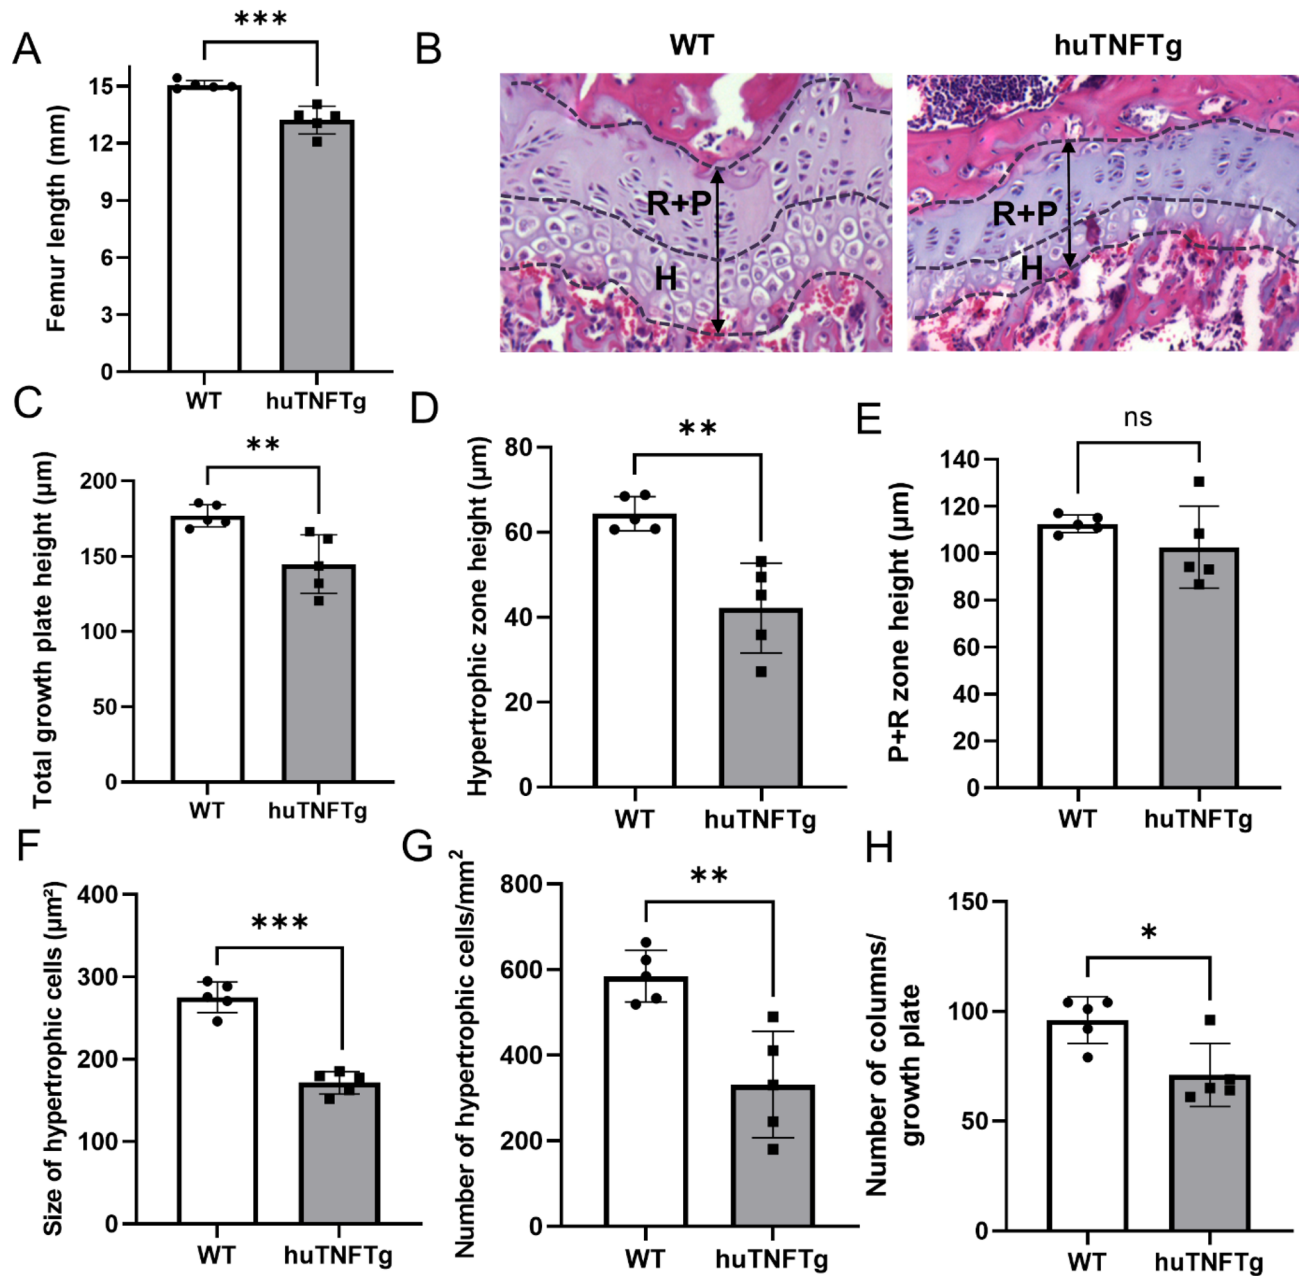 A
***
Femur length (mm)
15
12
9
6
3
0
WT
huTNFTg
B
WT
huTNFTg
R+P
H
R+P
H
C
**
Total growth plate height (µm)
200
150
100
50
0
WT
huTNFTg
D
**
Hypertrophic zone height (µm)
80
60
40
20
0
WT
huTNFTg
E
ns
P+R zone height (µm)
140
120
100
80
60
40
20
0
WT
huTNFTg
F
***
Size of hypertrophic cells (µm²)
400
300
200
100
0
WT
huTNFTg
G
**
Number of hypertrophic cells/mm²
800
600
400
200
0
WT
huTNFTg
H
*
Number of columns/
growth plate
150
100
50
0
WT
huTNFTg